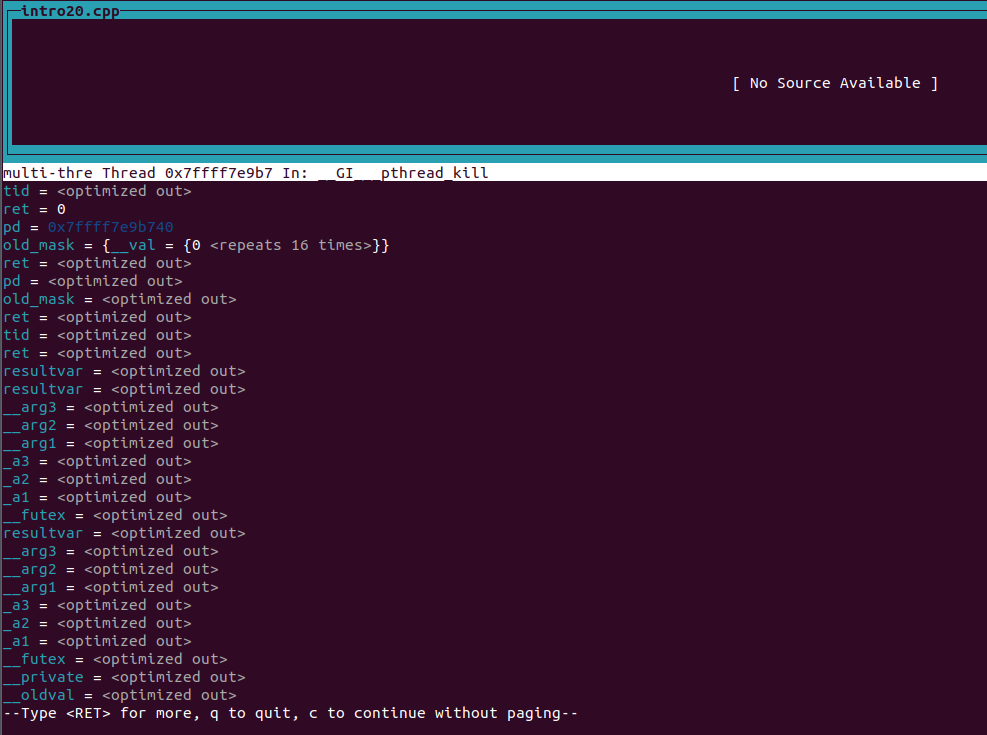 intro20.cpp
[ No Source Available ]
multi-thre Thread 0x7ffff7e9b7 In: __GI___pthread_kill
tid = <optimized out>
ret = 0
pd = 0x7ffff7e9b740
old_mask = {__val = {0 <repeats 16 times>}}
ret = <optimized out>
pd = <optimized out>
old_mask = <optimized out>
ret = <optimized out>
tid = <optimized out>
ret = <optimized out>
resultvar = <optimized out>
resultvar = <optimized out>
__arg3 = <optimized out>
__arg2 = <optimized out>
__arg1 = <optimized out>
_a3 = <optimized out>
_a2 = <optimized out>
_a1 = <optimized out>
__futex = <optimized out>
resultvar = <optimized out>
__arg3 = <optimized out>
__arg2 = <optimized out>
__arg1 = <optimized out>
_a3 = <optimized out>
_a2 = <optimized out>
_a1 = <optimized out>
__futex = <optimized out>
__private = <optimized out>
__oldval = <optimized out>
--Type <RET> for more, q to quit, c to continue without paging--